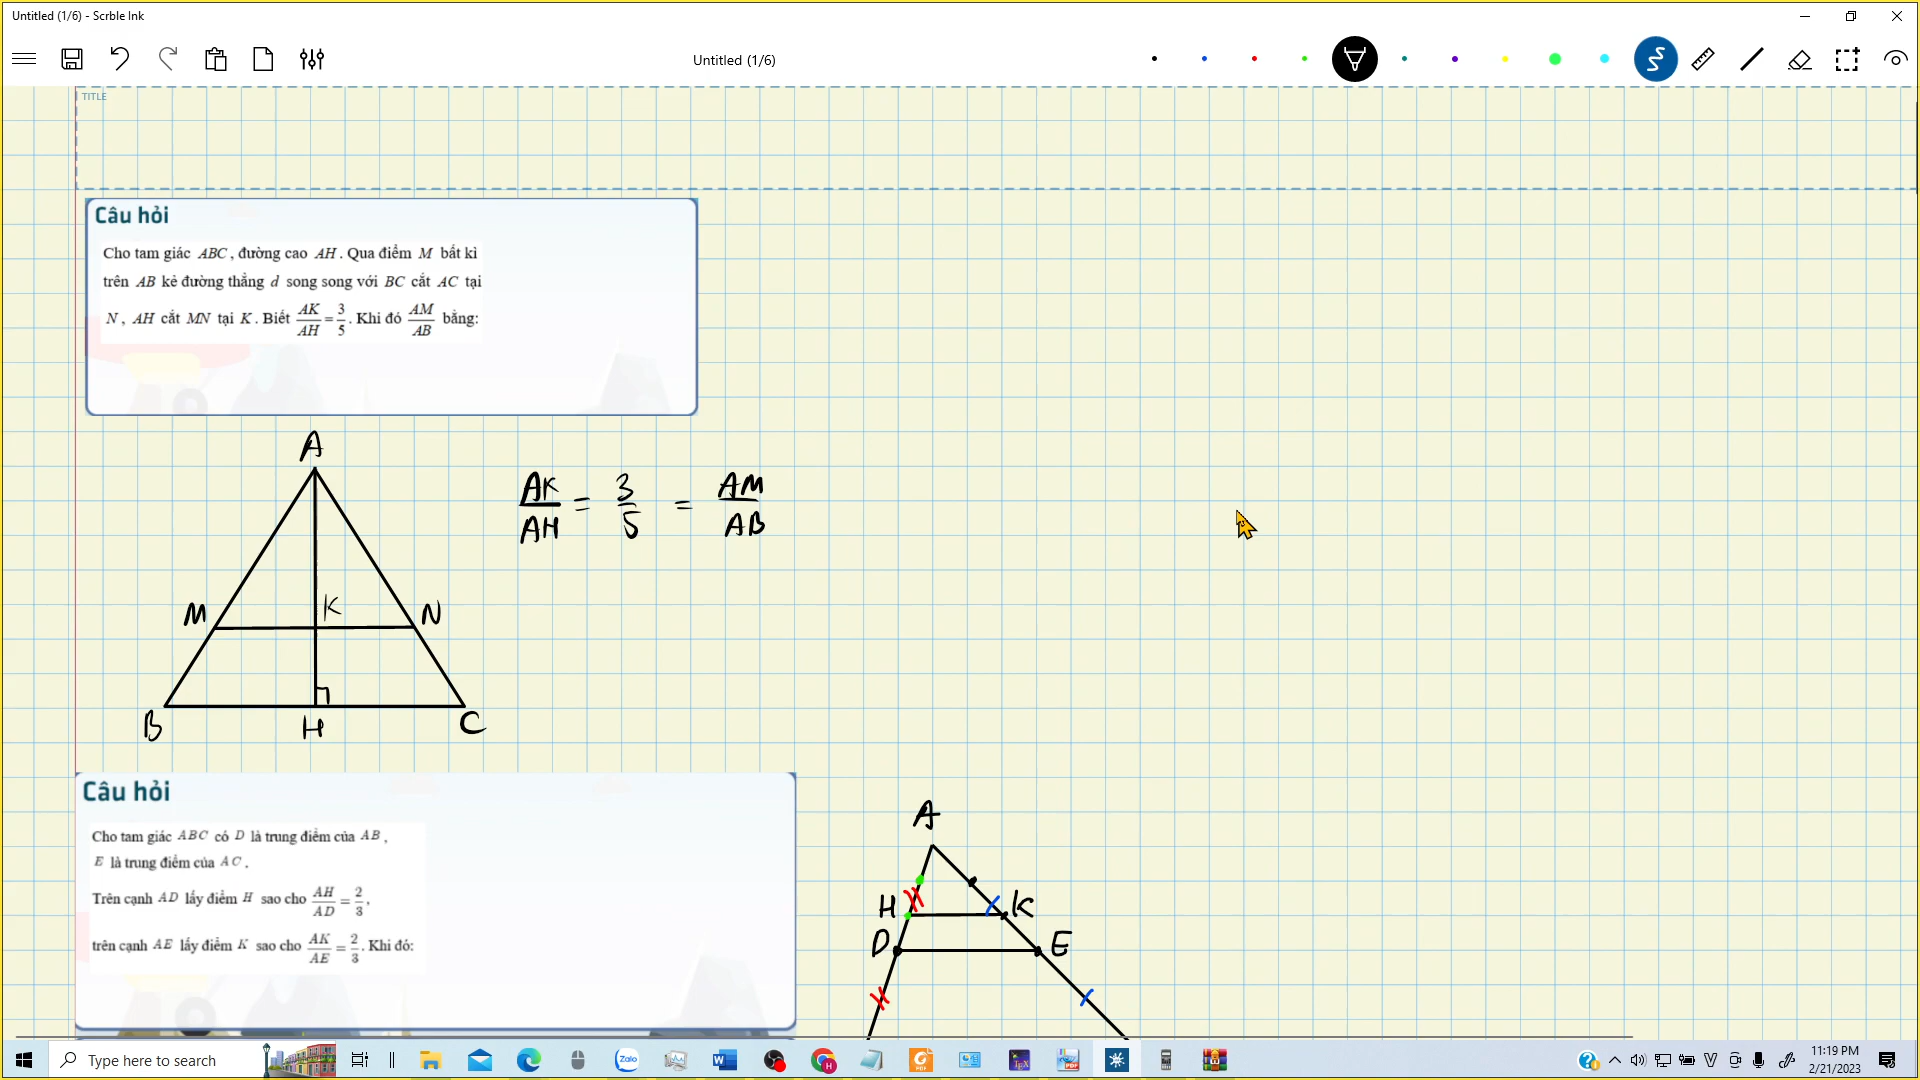 Untitled (1/6) - Scrble Ink
Untitled (1/6)
TITLE
Câu hỏi
Cho tam giác ABC, đường cao AH. Qua điểm M bất kì
trên AB kẻ đường thẳng d song song với BC cắt AC tại
N, AH cắt MN tại K. Biết AK/AH = 3/5. Khi đó AM/AB bằng:
A
AK/AH = 3/5 = AM/AB
M K N
B H C
Câu hỏi
Cho tam giác ABC có D là trung điểm của AB,
E là trung điểm của AC.
Trên cạnh AD lấy điểm H sao cho AH/AD = 2/3,
trên cạnh AE lấy điểm K sao cho AK/AE = 2/3. Khi đó:
A
H K
D E
Type here to search
Zalo
11:19 PM
2/21/2023